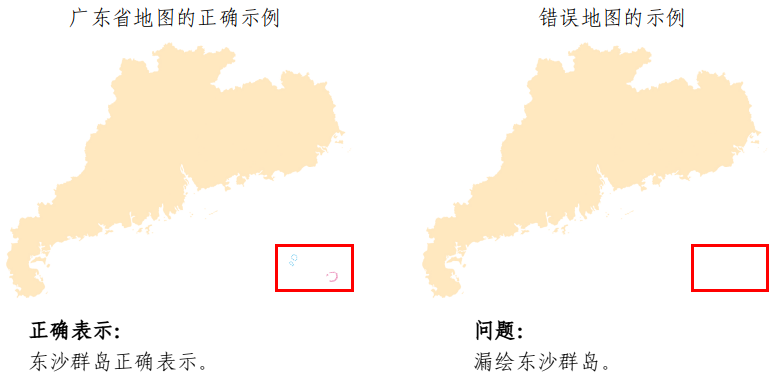 广东省地图的正确示例
错误地图的示例
正确表示：
东沙群岛正确表示。
问题：
漏绘东沙群岛。